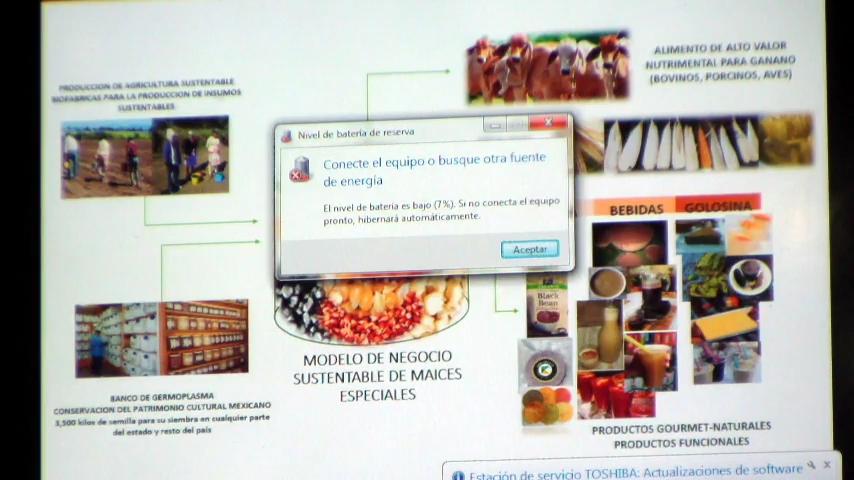 PRODUCCION DE AGRICULTURA SUSTENTABLE
BIOFABRICAS PARA LA PRODUCCION DE INSUMOS
SUSTENTABLES
ALIMENTO DE ALTO VALOR
NUTRIMENTAL PARA GANANO
(BOVINOS, PORCINOS, AVES)
Nivel de batería de reserva
Conecte el equipo o busque otra fuente
de energía
El nivel de batería es bajo (7%). Si no conecta el equipo
pronto, hibernará automáticamente.
Aceptar
BEBIDAS
GOLOSINA
Black
Bean
MODELO DE NEGOCIO
SUSTENTABLE DE MAICES
ESPECIALES
BANCO DE GERMOPLASMA
CONSERVACION DEL PATRIMONIO CULTURAL MEXICANO
3,500 kilos de semilla para su siembra en cualquier parte
del estado y resto del país
PRODUCTOS GOURMET-NATURALES
PRODUCTOS FUNCIONALES
Estación de servicio TOSHIBA: Actualizaciones de software